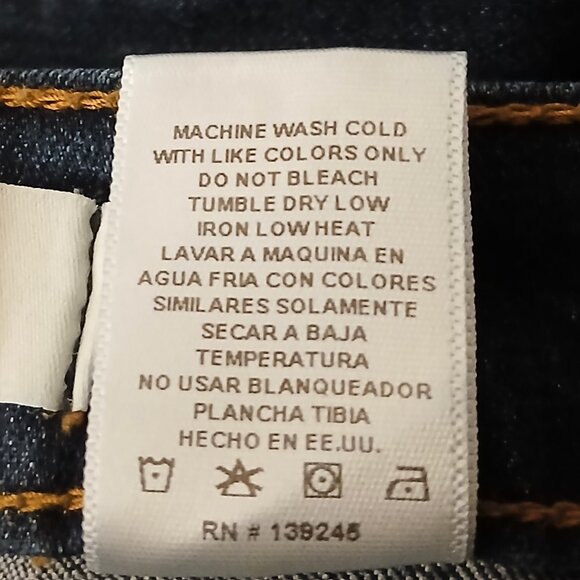 MACHINE WASH COLD
WITH LIKE COLORS ONLY
DO NOT BLEACH
TUMBLE DRY LOW
IRON LOW HEAT
LAVAR A MAQUINA EN
AGUA FRIA CON COLORES
SIMILARES SOLAMENTE
SECAR A BAJA
TEMPERATURA
NO USAR BLANQUEADOR
PLANCHA TIBIA
HECHO EN EE.UU.
RN # 139245